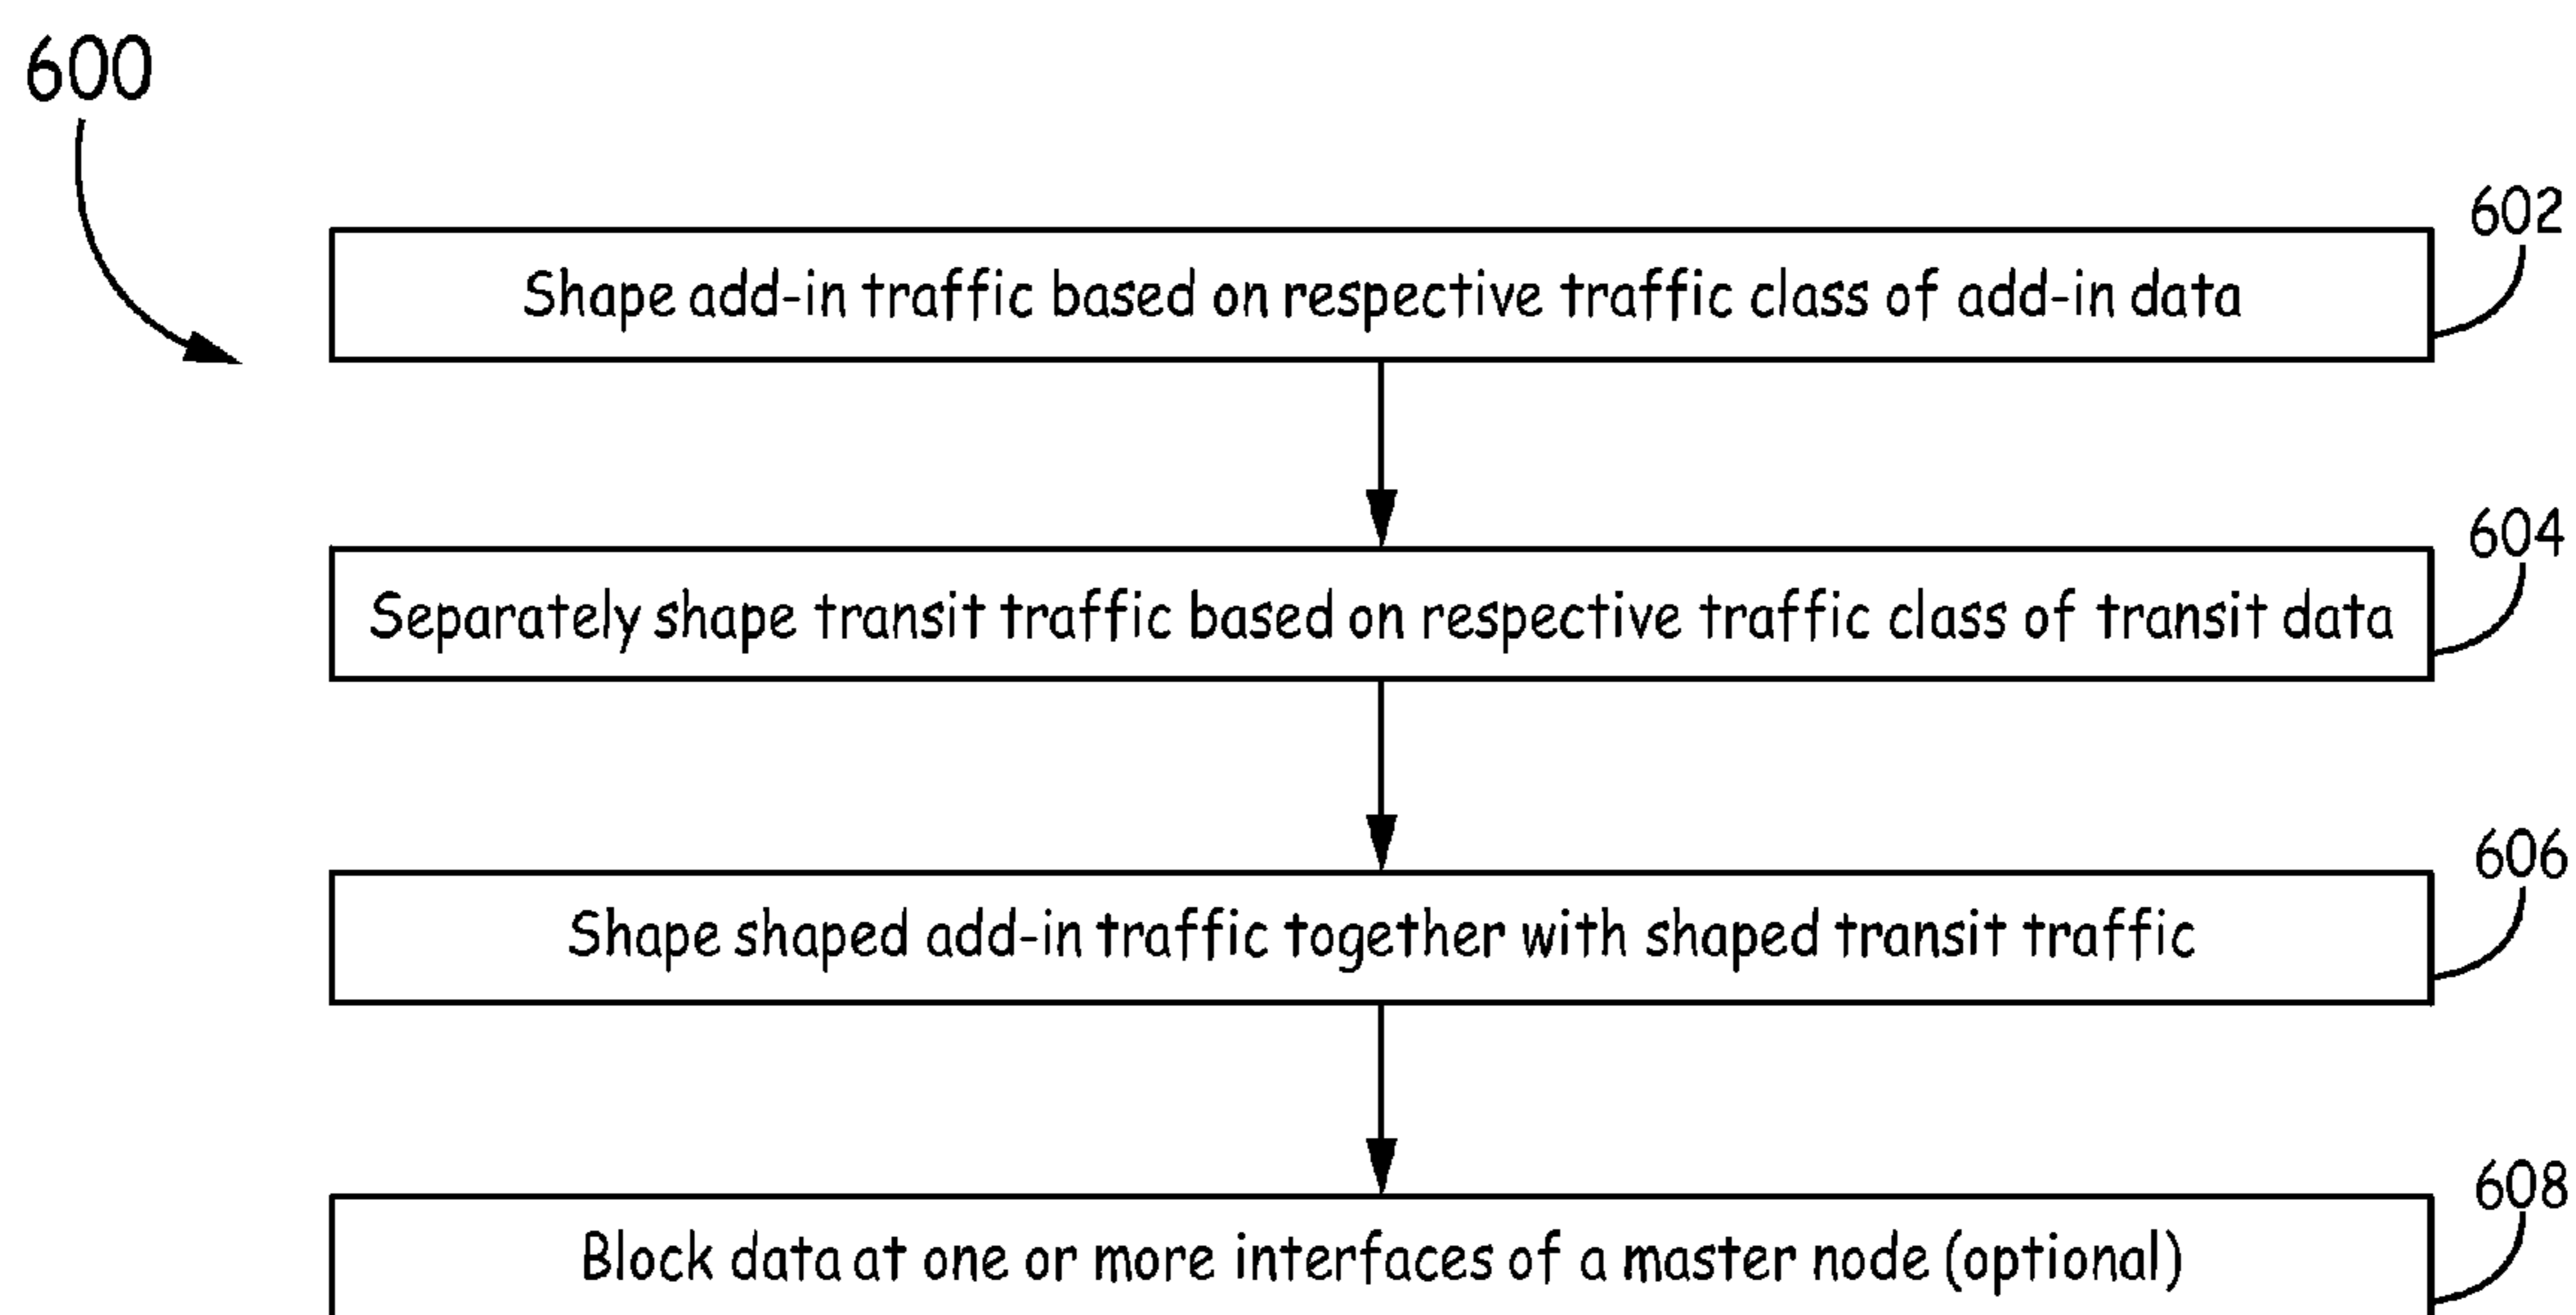 600
602
Shape add-in traffic based on respective traffic class of add-in data
604
Separately shape transit traffic based on respective traffic class of transit data
606
Shape shaped add-in traffic together with shaped transit traffic
608
Block data at one or more interfaces of a master node (optional)